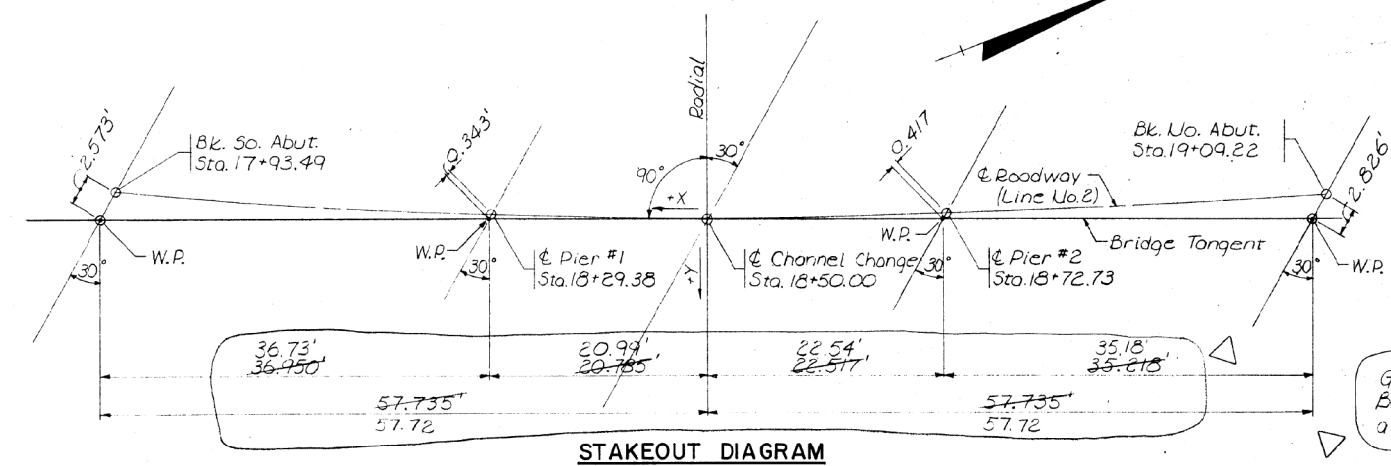 Radial
2.573'
Bk. So. Abut.
Sta. 17+93.49
0.343'
90°
30°
+X
0.417
Bk. No. Abut.
Sta. 19+09.22
2.826'
℄ Roadway
(Line No. 2)
W.P.
W.P.
W.P.
Bridge Tangent
W.P.
30°
30°
℄ Pier #1
Sta. 18+29.38
+Y
℄ Channel Change
Sta. 18+50.00
30°
℄ Pier #2
Sta. 18+72.73
30°
36.73'
36.950'
20.99'
20.785'
22.54'
22.517'
35.18'
35.218'
57.735'
57.72
57.735'
57.72
G
B
a
STAKEOUT DIAGRAM